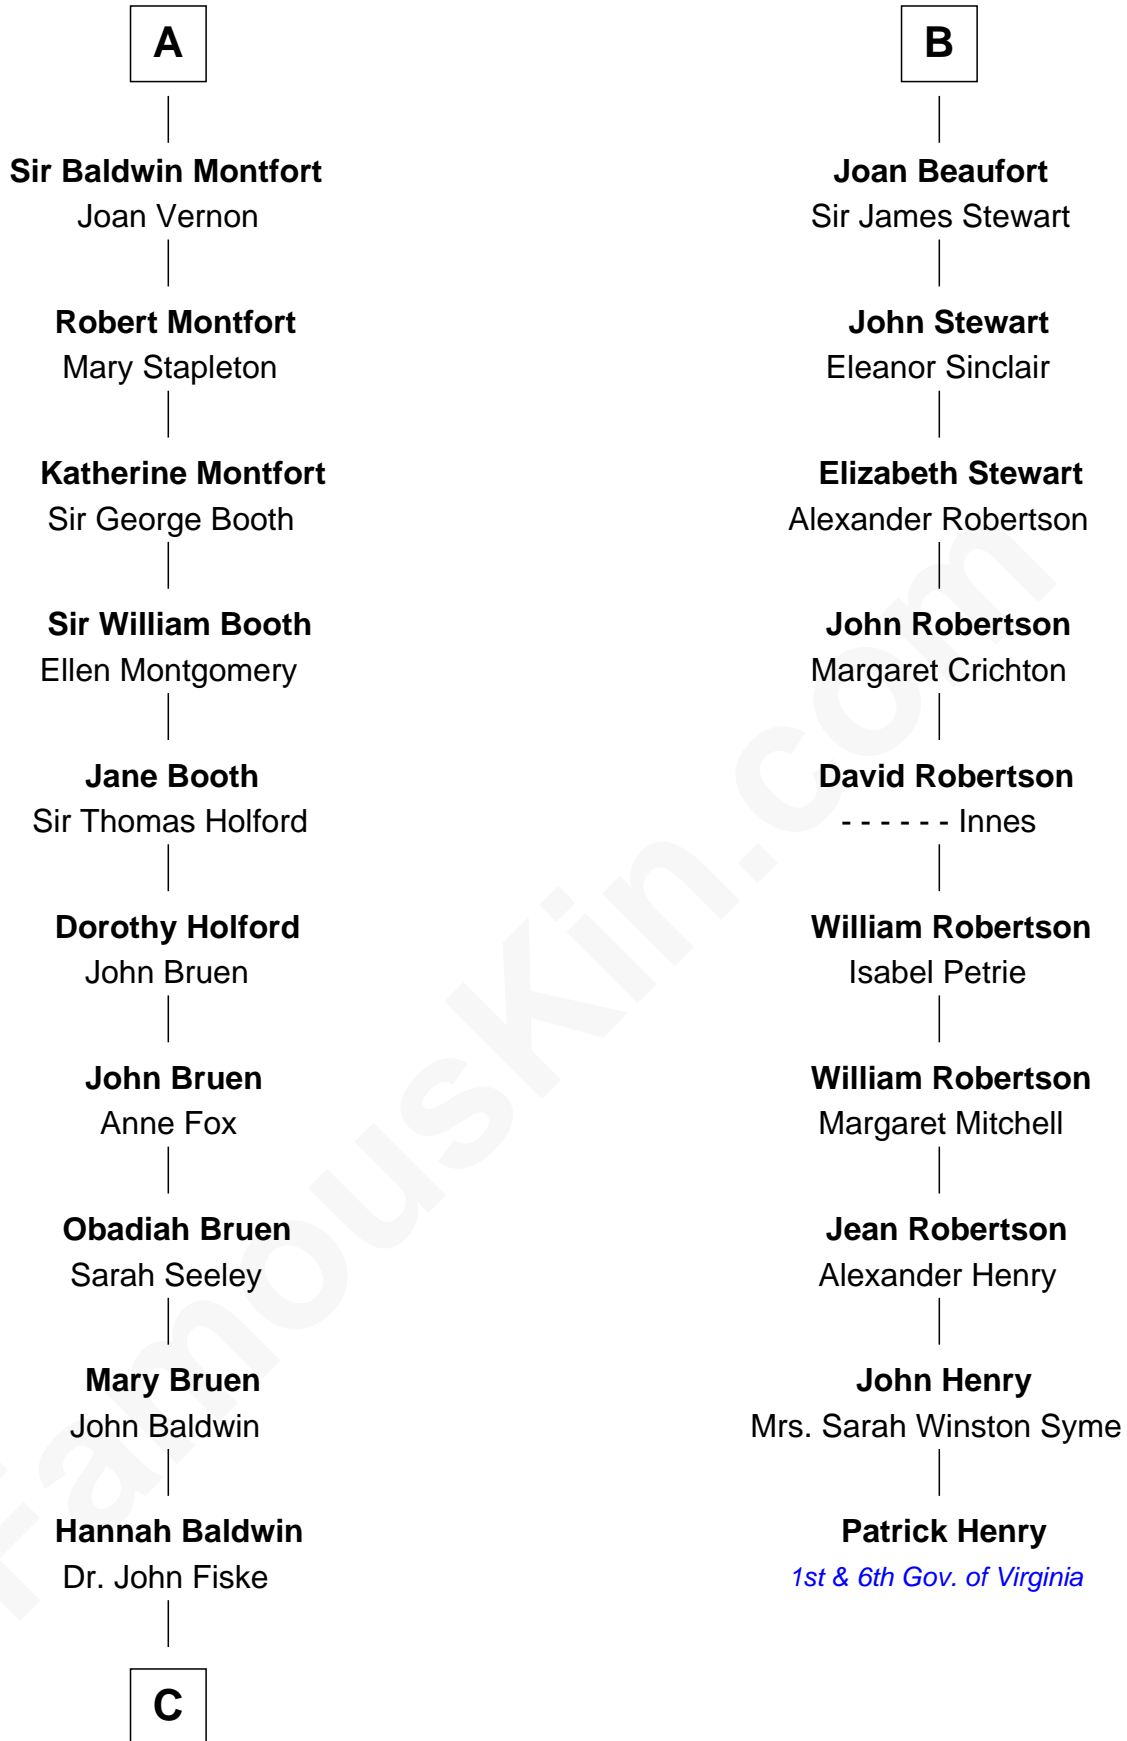 A
Sir Baldwin Montfort
Joan Vernon
Robert Montfort
Mary Stapleton
Katherine Montfort
Sir George Booth
Sir William Booth
Ellen Montgomery
Jane Booth
Sir Thomas Holford
Dorothy Holford
John Bruen
John Bruen
Anne Fox
Obadiah Bruen
Sarah Seeley
Mary Bruen
John Baldwin
Hannah Baldwin
Dr. John Fiske
C
B
Joan Beaufort
Sir James Stewart
John Stewart
Eleanor Sinclair
Elizabeth Stewart
Alexander Robertson
John Robertson
Margaret Crichton
David Robertson
- - - - - - Innes
William Robertson
Isabel Petrie
William Robertson
Margaret Mitchell
Jean Robertson
Alexander Henry
John Henry
Mrs. Sarah Winston Syme
Patrick Henry
1st & 6th Gov. of Virginia
FamousKin.com